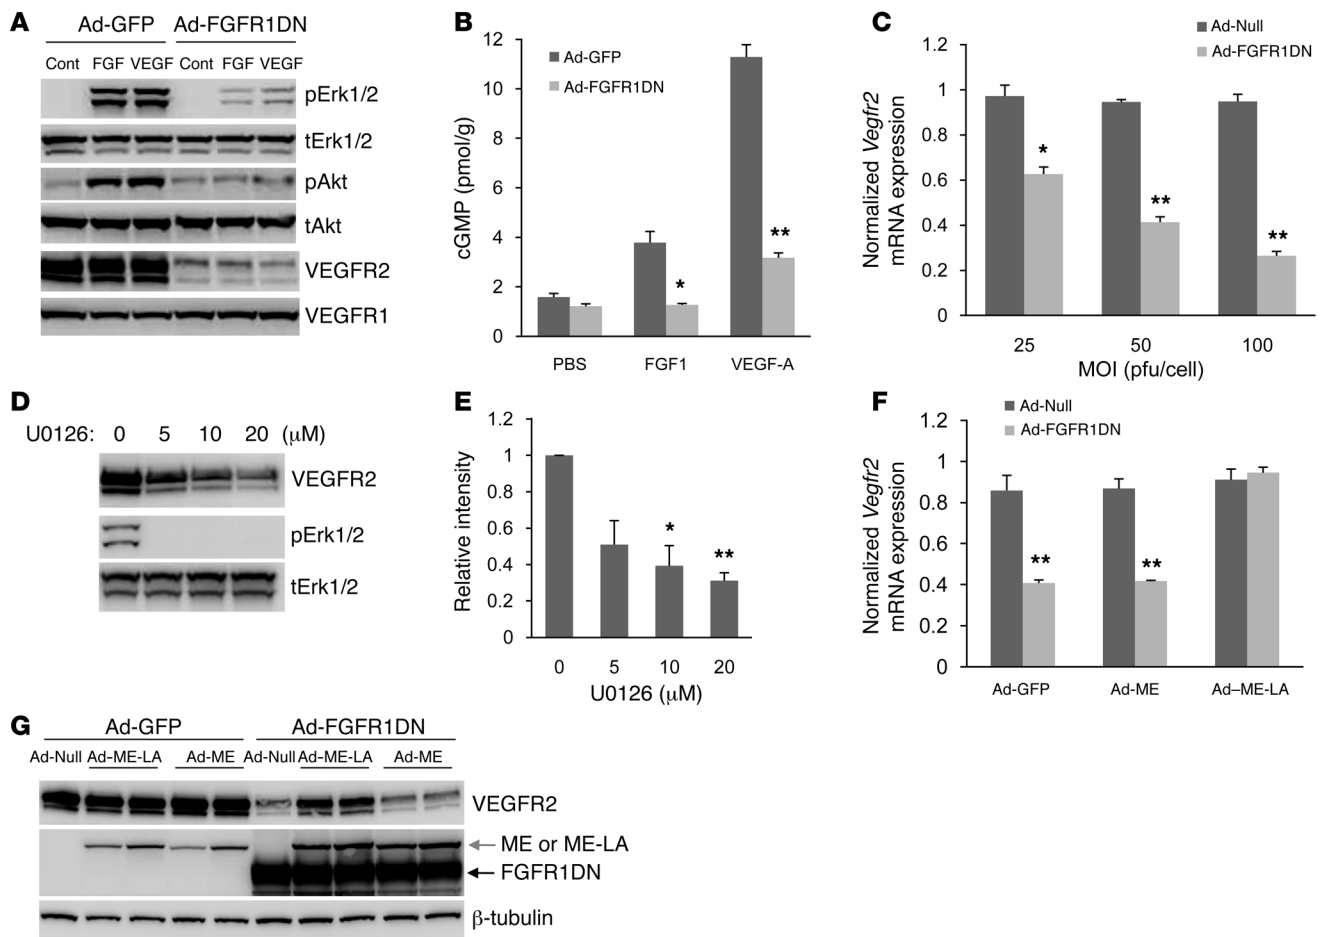 A
Ad-GFP Ad-FGFR1DN
Cont FGF VEGF Cont FGF VEGF
pErk1/2
tErk1/2
pAkt
tAkt
VEGFR2
VEGFR1
B
cGMP (pmol/g)
12
10
8
6
4
2
0
Ad-GFP
Ad-FGFR1DN
*
**
PBS FGF1 VEGF-A
C
Ad-Null
Ad-FGFR1DN
Normalized Vegfr2
mRNA expression
1.2
1
0.8
0.6
0.4
0.2
0
*
**
**
25 50 100
MOI (pfu/cell)
D
U0126: 0 5 10 20 (μM)
VEGFR2
pErk1/2
tErk1/2
E
Relative intensity
1.2
1
0.8
0.6
0.4
0.2
0
*
**
0 5 10 20
U0126 (μM)
F
Ad-Null
Ad-FGFR1DN
Normalized Vegfr2
mRNA expression
1.2
1
0.8
0.6
0.4
0.2
0
**
**
Ad-GFP Ad-ME Ad–ME-LA
G
Ad-GFP Ad-FGFR1DN
Ad-Null Ad-ME-LA Ad-ME Ad-Null Ad-ME-LA Ad-ME
VEGFR2
ME or ME-LA
FGFR1DN
β-tubulin